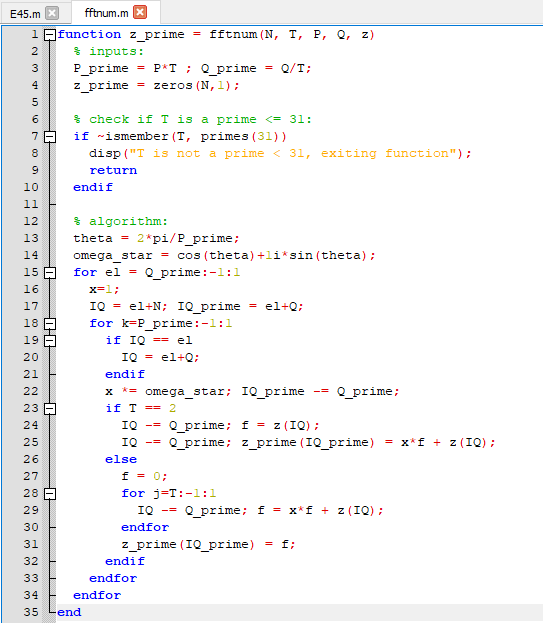 E45.m fftnum.m
1 function z_prime = fftnum(N, T, P, Q, z)
2 % inputs:
3 P_prime = P*T ; Q_prime = Q/T;
4 z_prime = zeros(N,1);
5
6 % check if T is a prime <= 31:
7 if ~ismember(T, primes(31))
8 disp("T is not a prime < 31, exiting function");
9 return
10 endif
11
12 % algorithm:
13 theta = 2*pi/P_prime;
14 omega_star = cos(theta)+1i*sin(theta);
15 for el = Q_prime:-1:1
16 x=1;
17 IQ = el+N; IQ_prime = el+Q;
18 for k=P_prime:-1:1
19 if IQ == el
20 IQ = el+Q;
21 endif
22 x *= omega_star; IQ_prime -= Q_prime;
23 if T == 2
24 IQ -= Q_prime; f = z(IQ);
25 IQ -= Q_prime; z_prime(IQ_prime) = x*f + z(IQ);
26 else
27 f = 0;
28 for j=T:-1:1
29 IQ -= Q_prime; f = x*f + z(IQ);
30 endfor
31 z_prime(IQ_prime) = f;
32 endif
33 endfor
34 endfor
35 end